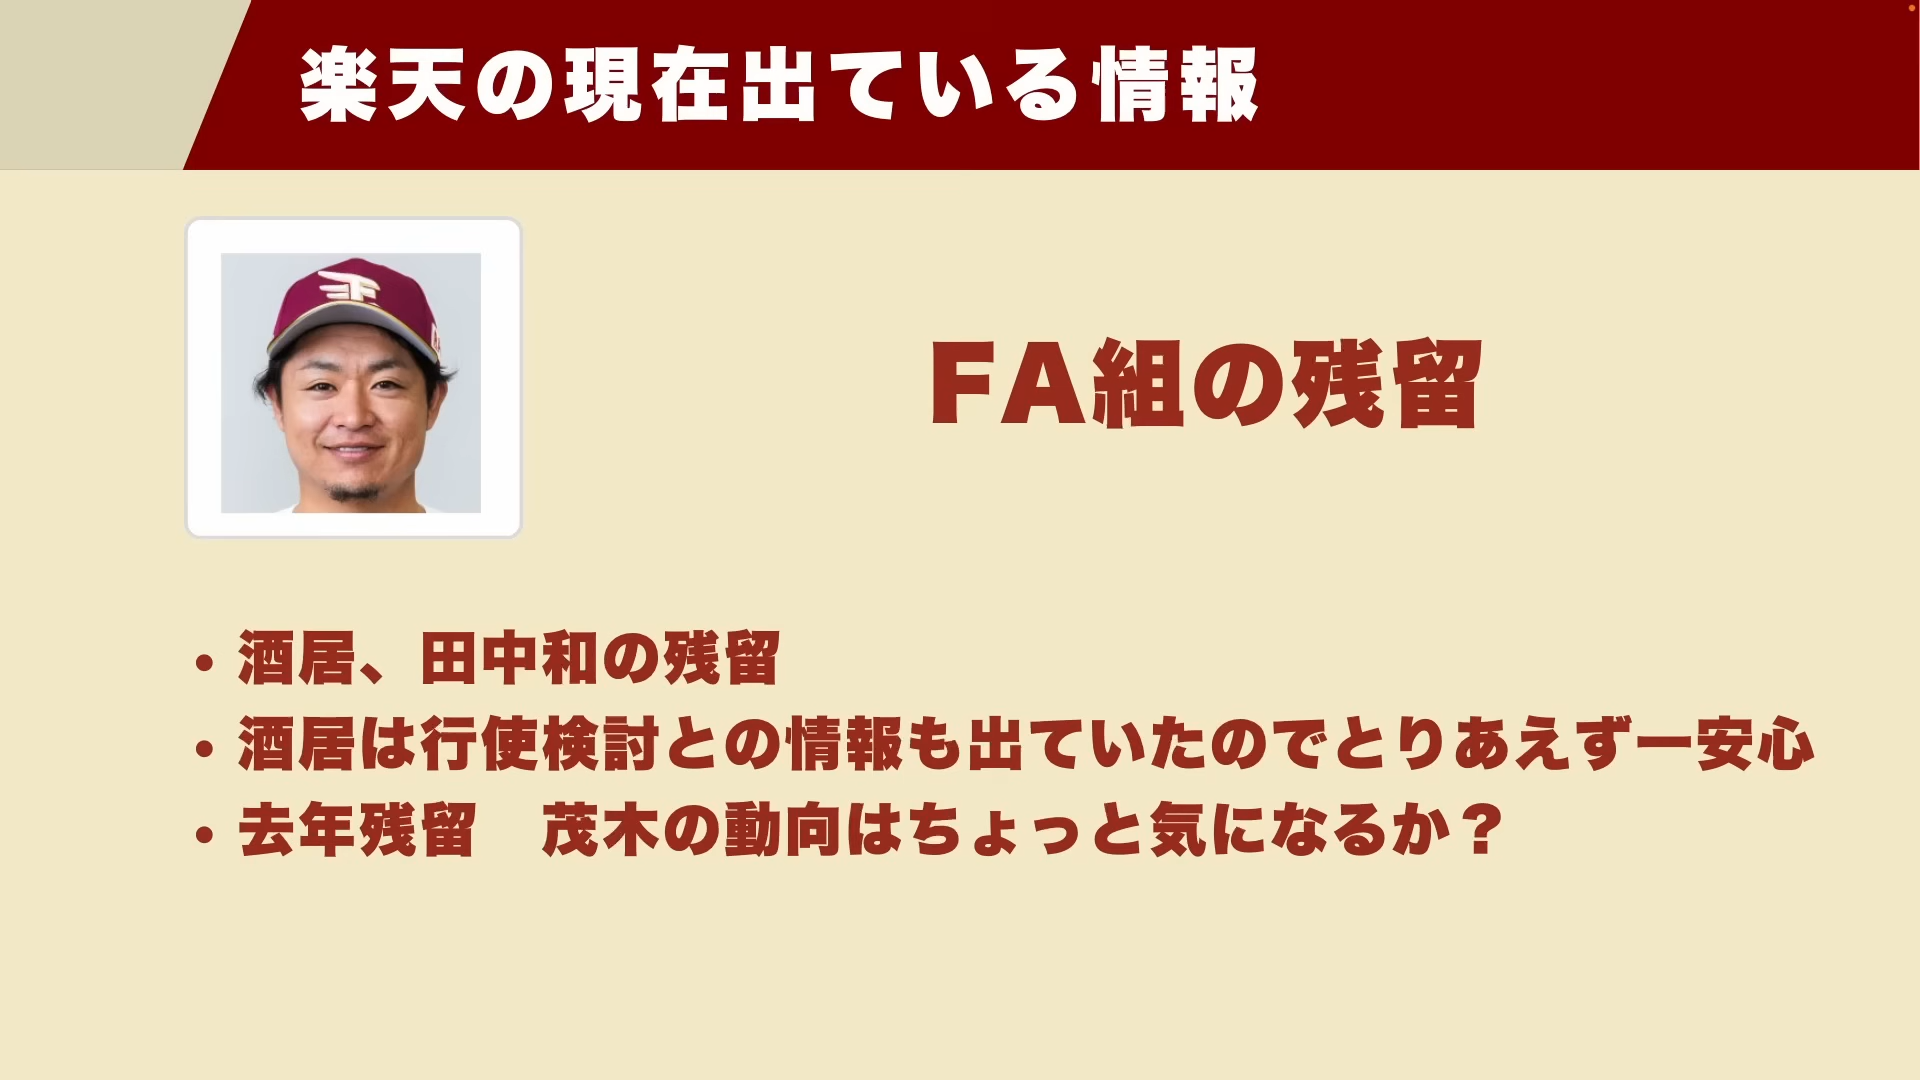 楽天の現在出ている情報
FA組の残留
• 酒居、田中和の残留
• 酒居は行使検討との情報も出ていたのでとりあえず一安心
• 去年残留　茂木の動向はちょっと気になるか？